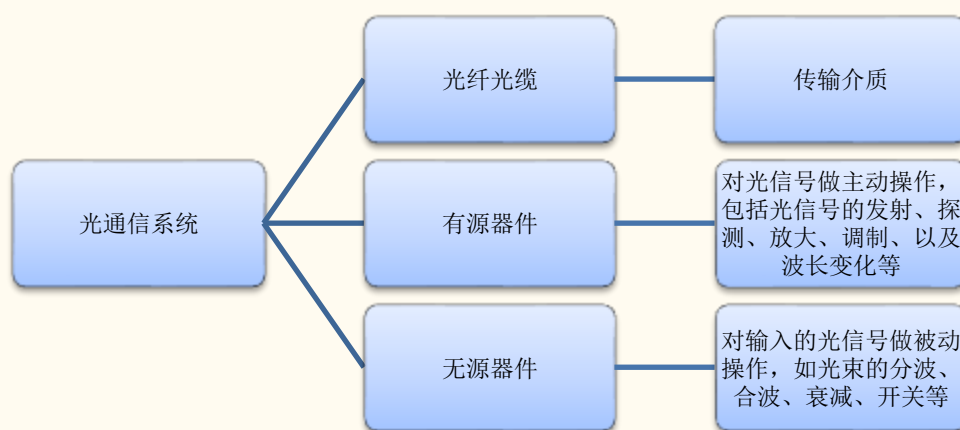 光通信系统
光纤光缆
传输介质
有源器件
对光信号做主动操作,
包括光信号的发射、探
测、放大、调制、以及
波长变化等
无源器件
对输入的光信号做被动
操作,如光束的分波、
合波、衰减、开关等